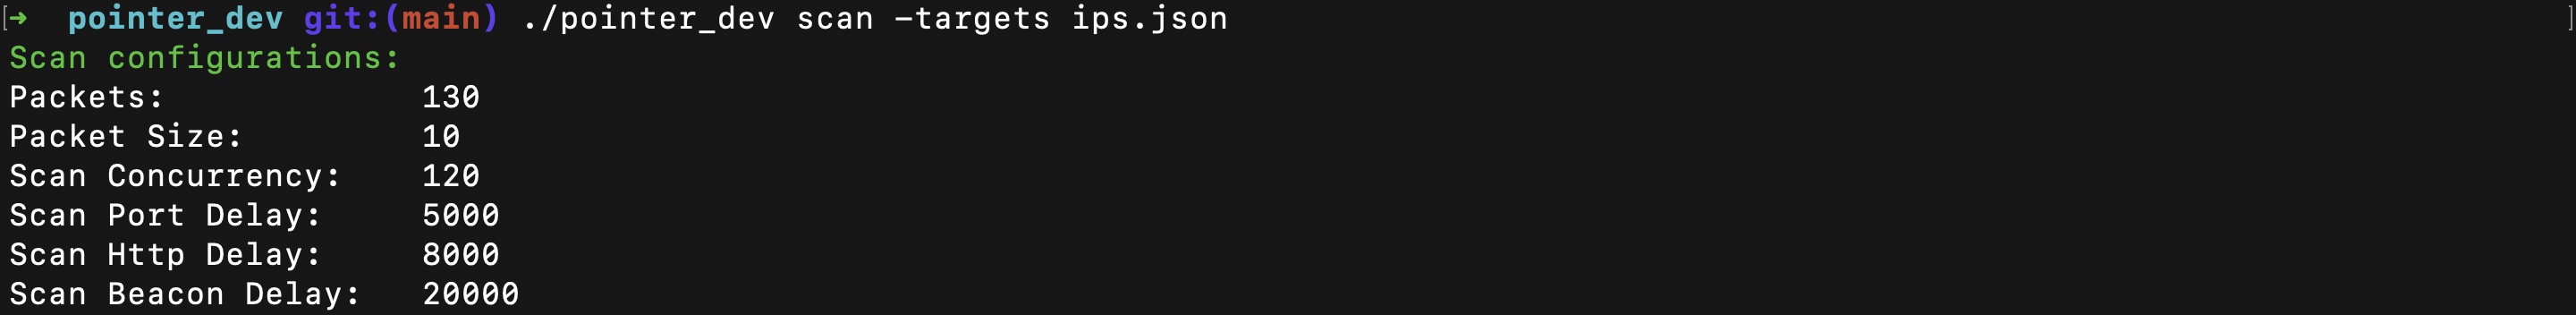 [➜  pointer_dev git:(main) ./pointer_dev scan -targets ips.json ]
Scan configurations:
Packets: 130
Packet Size: 10
Scan Concurrency: 120
Scan Port Delay: 5000
Scan Http Delay: 8000
Scan Beacon Delay: 20000